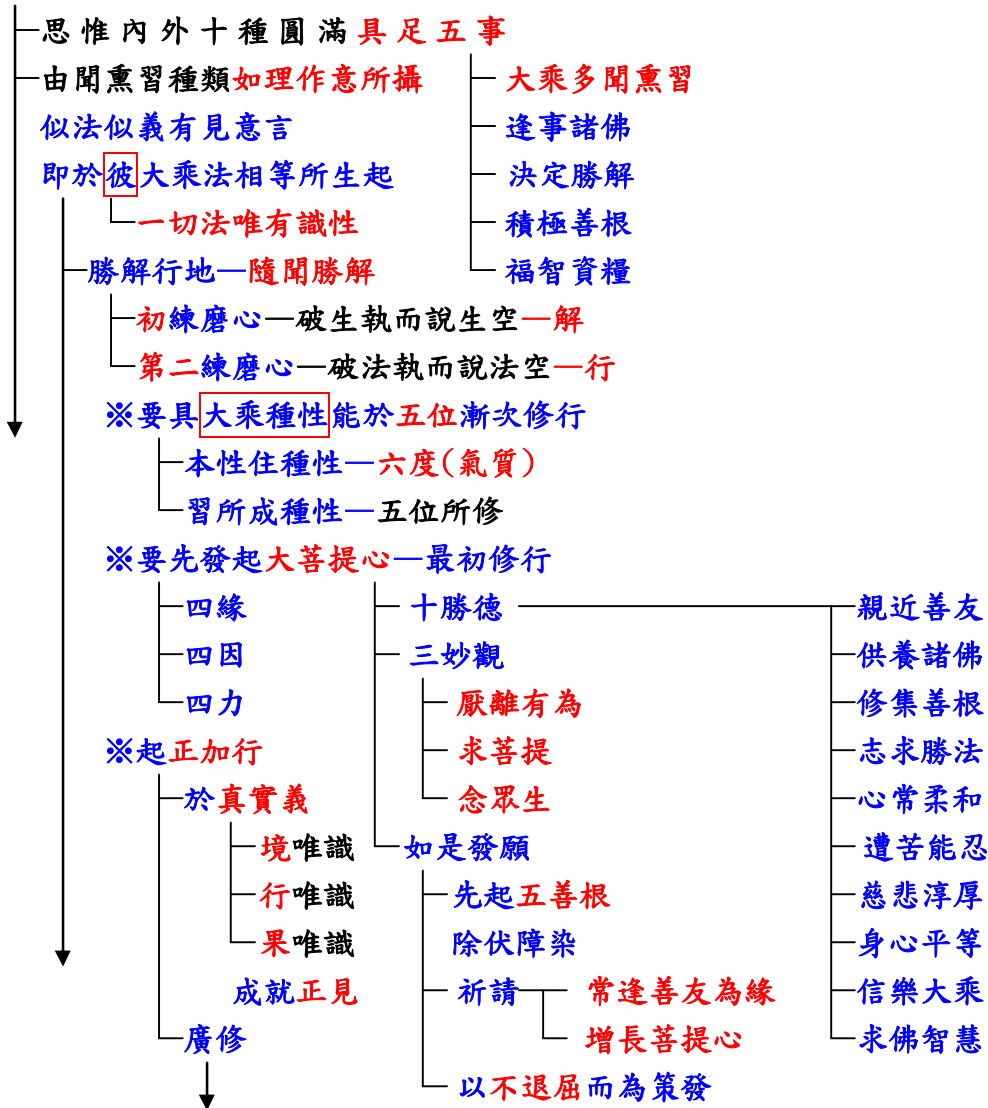 思惟內外十種圓滿具足五事
由聞熏習種類如理作意所攝
大乘多聞熏習
似法似義有見意言
逢事諸佛
即於彼大乘法相等所生起
決定勝解
一切法唯有識性
積極善根
勝解行地—隨聞勝解
福智資糧
初練磨心—破生執而說生空—解
第二練磨心—破法執而說法空—行
※要具大乘種性能於五位漸次修行
本性住種性—六度(氣質)
習所成種性—五位所修
※要先發起大菩提心—最初修行
四緣
十勝德
親近善友
四因
三妙觀
供養諸佛
四力
厭離有為
修集善根
※起正加行
求菩提
志求勝法
於真實義
念眾生
心常柔和
境唯識
如是發願
遭苦能忍
行唯識
先起五善根
慈悲淳厚
果唯識
除伏障染
身心平等
成就正見
祈請
常逢善友為緣
信樂大乘
廣修
增長菩提心
求佛智慧
以不退屈而為策發